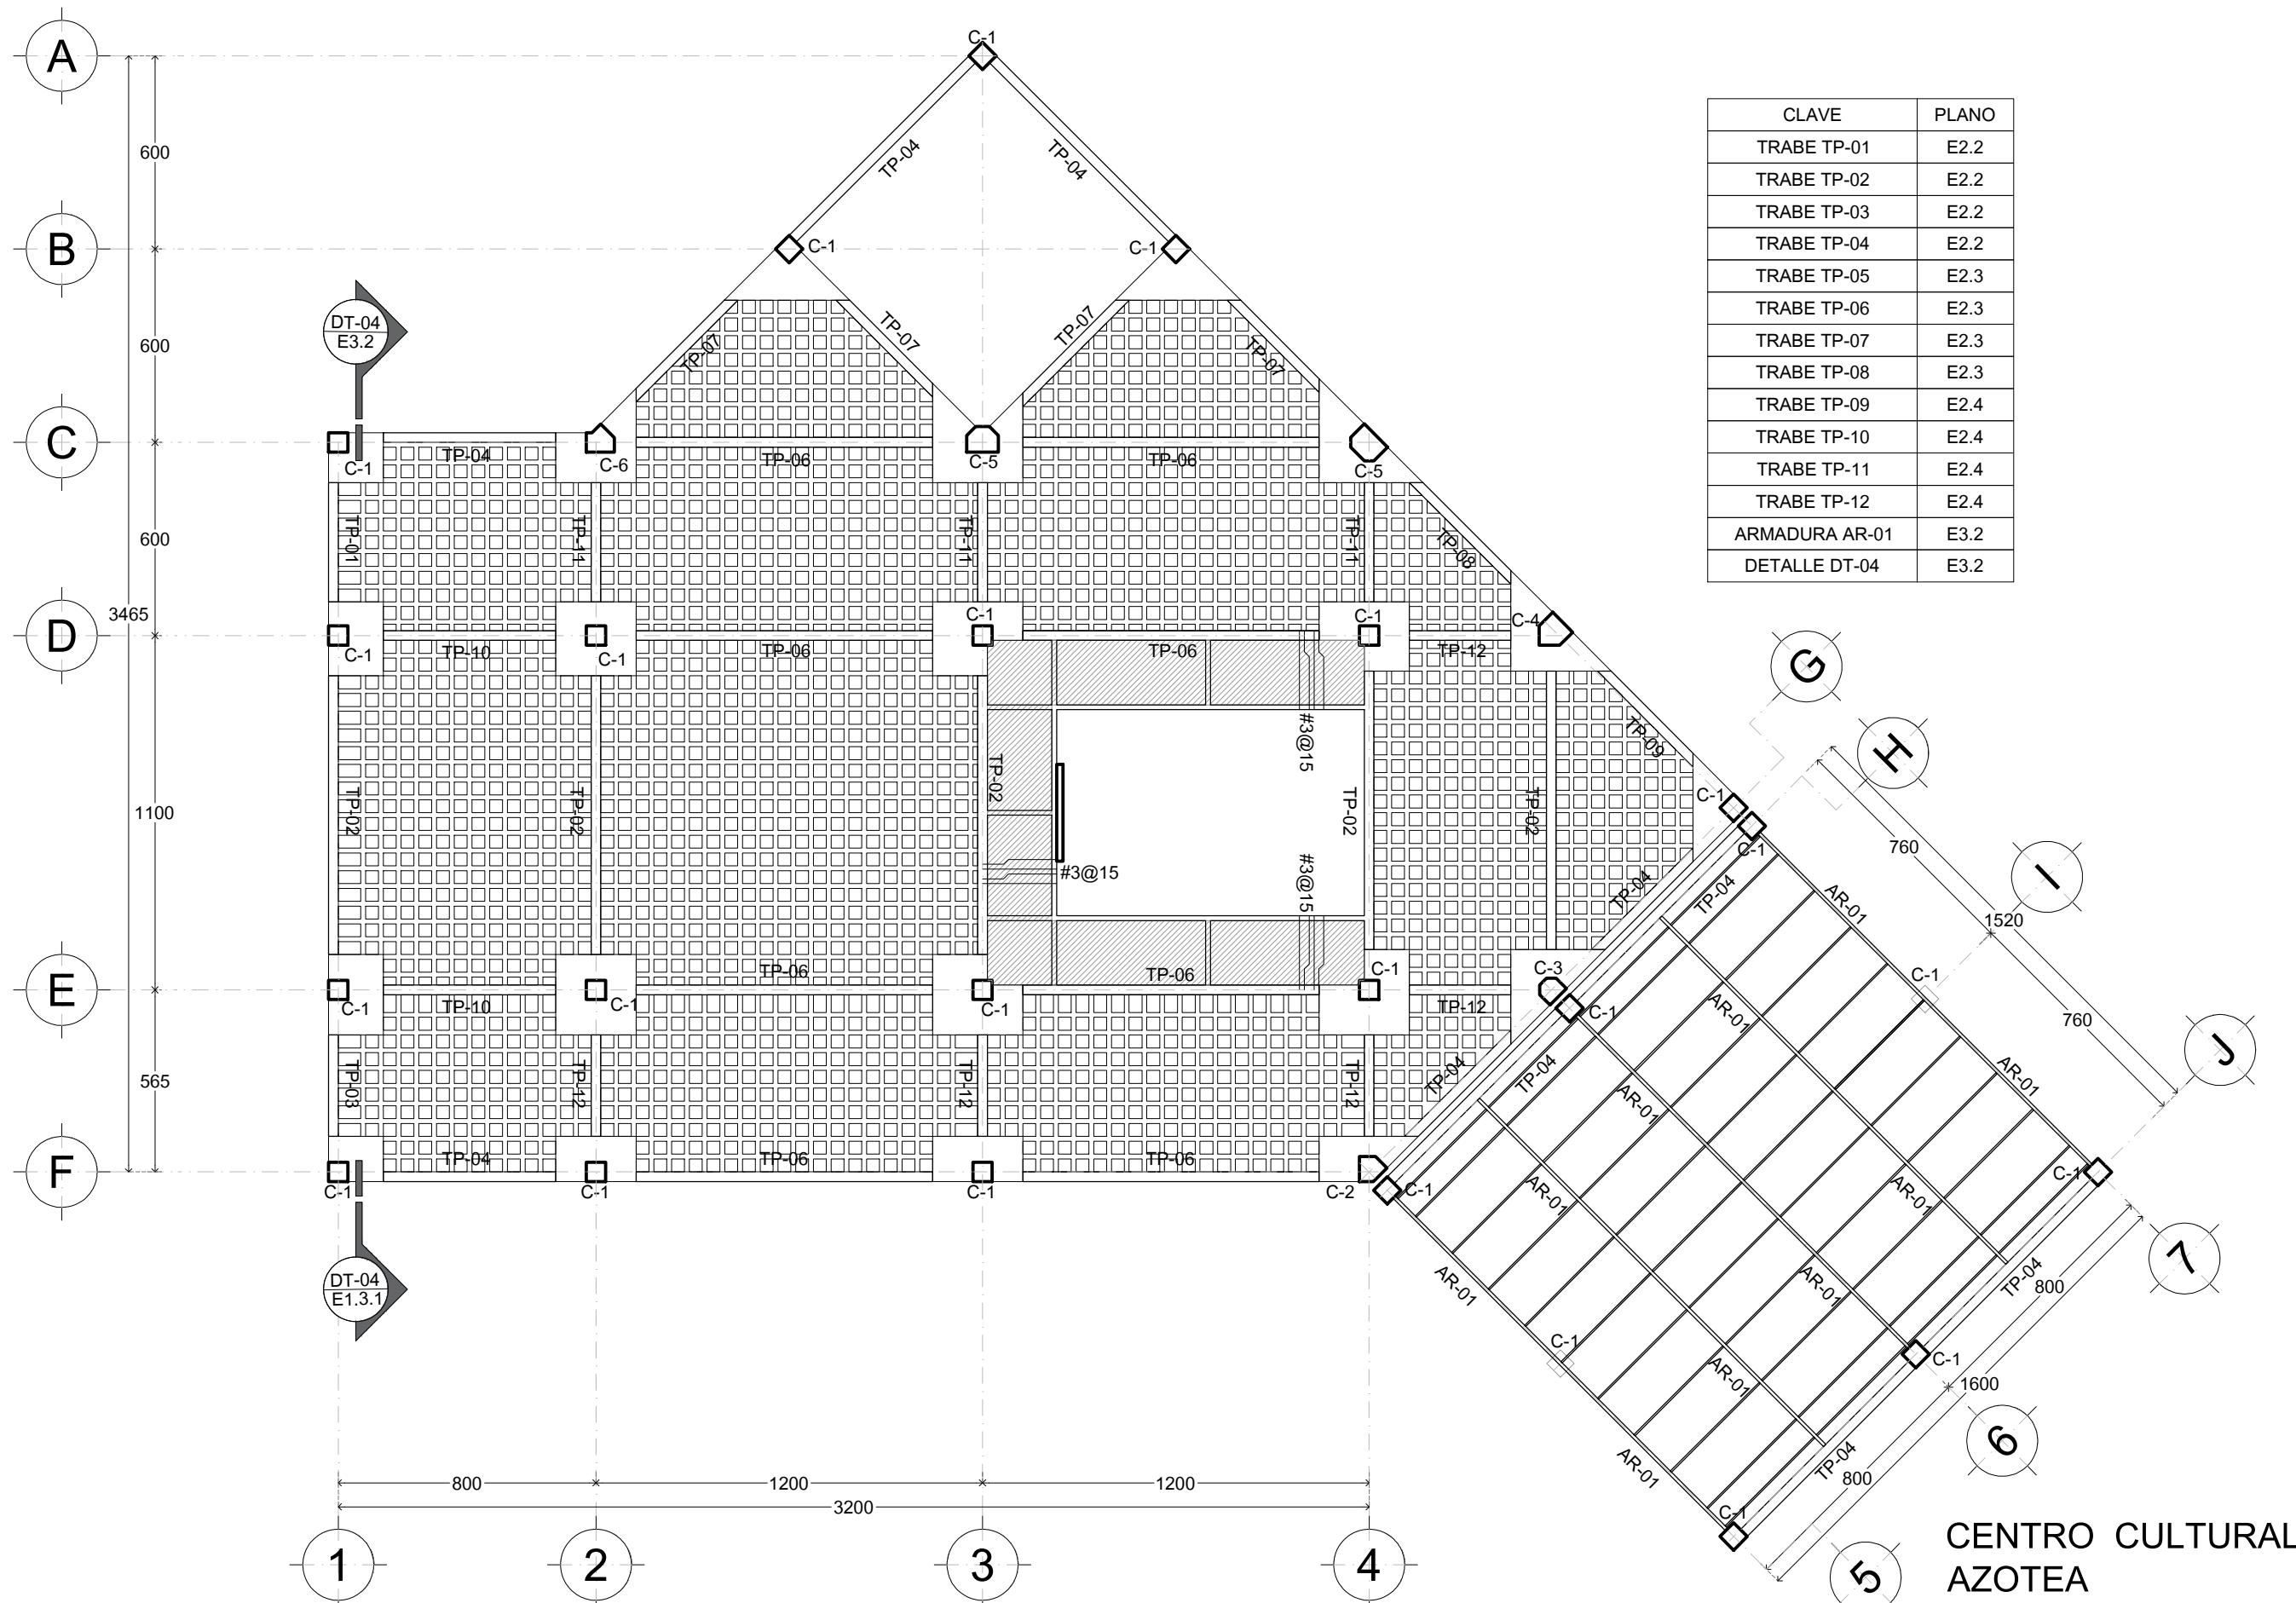 A
C-1
CLAVE PLANO
TRABE TP-01 E2.2
TRABE TP-02 E2.2
TRABE TP-03 E2.2
TRABE TP-04 E2.2
TRABE TP-05 E2.3
TRABE TP-06 E2.3
TRABE TP-07 E2.3
TRABE TP-08 E2.3
TRABE TP-09 E2.4
TRABE TP-10 E2.4
TRABE TP-11 E2.4
TRABE TP-12 E2.4
ARMADURA AR-01 E3.2
DETALLE DT-04 E3.2
600
TP-04 TP-04
B
C-1 C-1
DT-04
E3.2
600
TP-07 TP-07 TP-07 TP-07
C
C-1 TP-04 C-6 TP-06 C-5 TP-06 C-5
600
TP-01 TP-11 TP-11 TP-11 TP-08
3465
D
C-1 C-1 C-4
C-1 TP-10 C-1 TP-06 TP-06 TP-12
G
H
#3@15
TP-09
TP-02
1100
TP-02 TP-02 TP-02 TP-02
C-1
C-1
760
I
1520
#3@15
#3@15
TP-04 TP-04 AR-01
E
TP-06 TP-06 C-1 C-3 C-1
C-1 TP-10 C-1 C-1 TP-12 C-1 AR-01
760
J
565
TP-03 TP-12 TP-12 TP-12 TP-04 TP-04 AR-01 AR-01
F
TP-04 TP-06 TP-06
C-1 C-1 C-1 C-2 C-1 AR-01 AR-01 C-1
7
DT-04
E1.3.1
AR-01 AR-01 TP-04
800
C-1 AR-01 C-1
1600
6
AR-01 TP-04
800
C-1
800 1200 1200
3200
1 2 3 4
5
CENTRO CULTURAL
AZOTEA